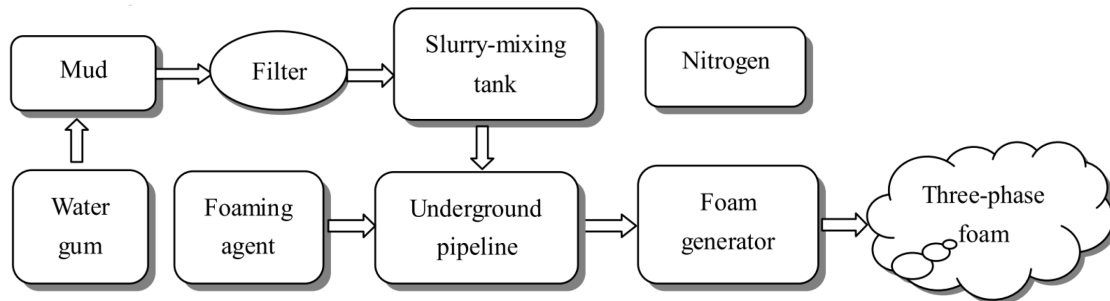 Mud
Filter
Slurry-mixing
tank
Nitrogen
Water
gum
Foaming
agent
Underground
pipeline
Foam
generator
Three-phase
foam